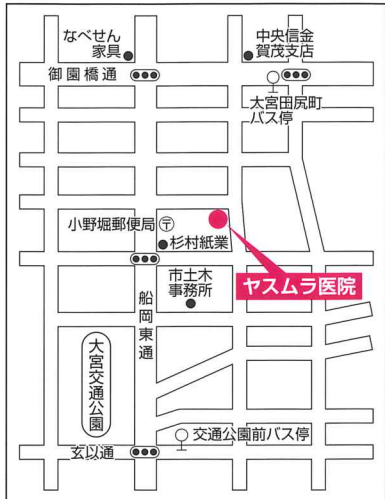 なべせん
家具
中央信金
賀茂支店
御園橋通
大宮田尻町
バス停
小野堀郵便局〒
杉村紙業
ヤスムラ医院
市土木
事務所
船岡東通
大宮交通公園
交通公園前バス停
玄以通